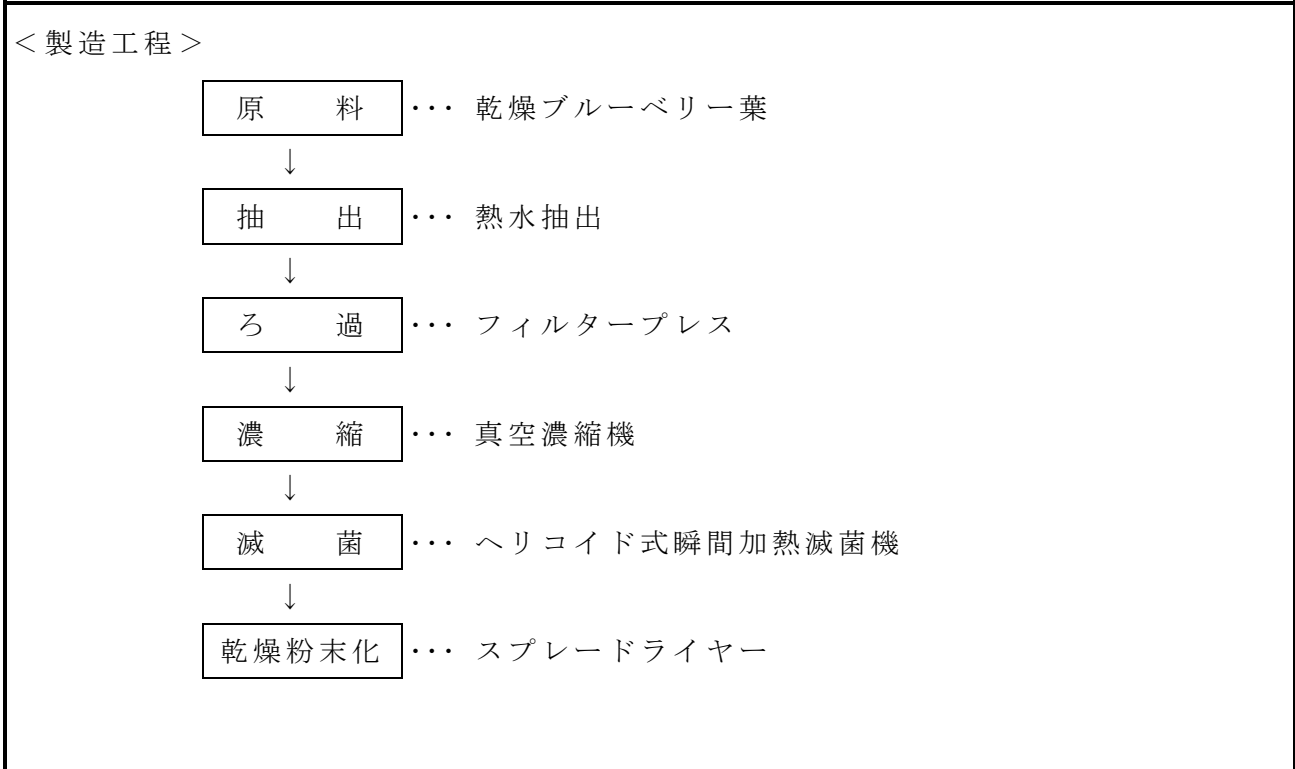 ＜製造工程＞
原　　料 ･･･ 乾燥ブルーベリー葉
↓
抽　　出 ･･･ 熱水抽出
↓
ろ　　過 ･･･ フィルタープレス
↓
濃　　縮 ･･･ 真空濃縮機
↓
滅　　菌 ･･･ ヘリコイド式瞬間加熱滅菌機
↓
乾燥粉末化 ･･･ スプレードライヤー